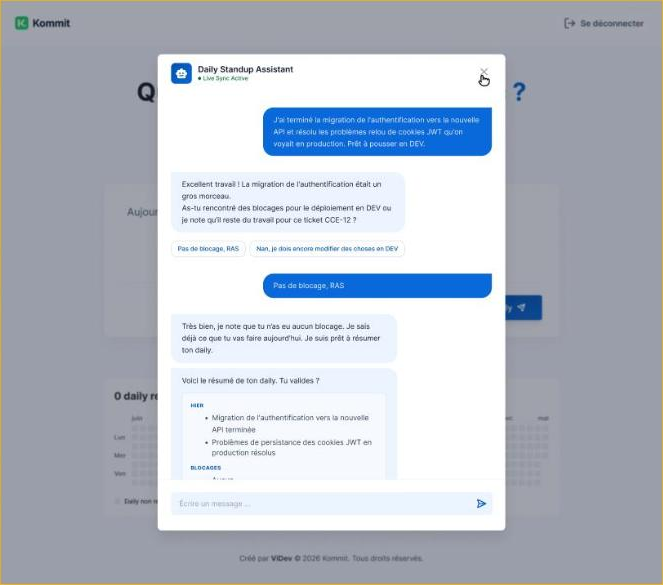 Kommit
Se déconnecter
Q
?
Daily Standup Assistant
Live Sync Active
J'ai terminé la migration de l'authentification vers la nouvelle
API et résolu les problèmes relou de cookies JWT qu'on
voyait en production. Prêt à pousser en DEV.
Excellent travail ! La migration de l'authentification était un
gros morceau.
As-tu rencontré des blocages pour le déploiement en DEV ou
je note qu'il reste du travail pour ce ticket CCE-12 ?
Pas de blocage, RAS
Nan, je dois encore modifier des choses en DEV
Pas de blocage, RAS
Très bien, je note que tu n'as eu aucun blocage. Je sais
déjà ce que tu vas faire aujourd'hui. Je suis prêt à résumer
ton daily.
Voici le résumé de ton daily. Tu valides ?
HIER
• Migration de l'authentification vers la nouvelle
API terminée
• Problèmes de persistance des cookies JWT en
production résolus
BLOCAGES
Écrire un message ...
Aujour
0 daily re
juin
mai
Lun
Mer
Ven
Daily non r
Créé par ViDev © 2026 Kommit. Tous droits réservés.